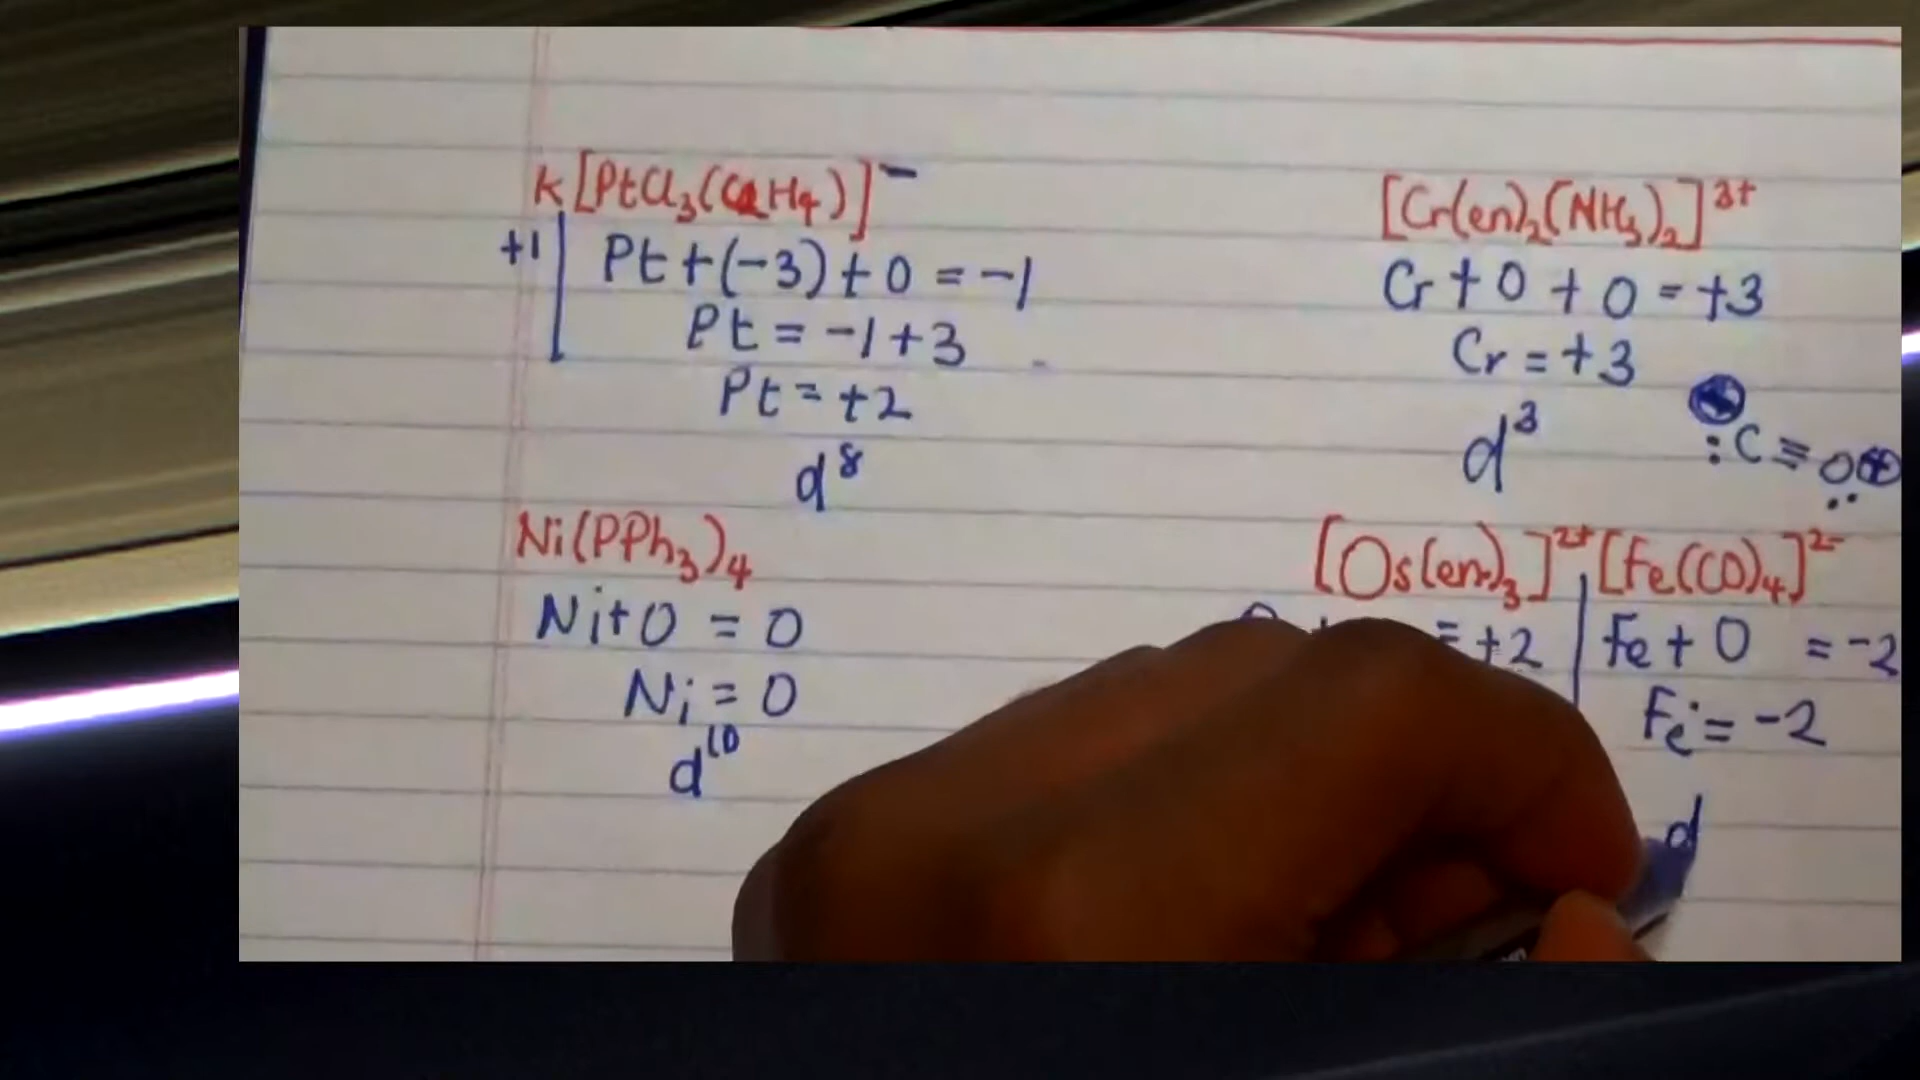 K[PtCl₃(C₂H₄)]⁻
+1 | Pt + (-3) + 0 = -1
Pt = -1 + 3
Pt = +2
d⁸
[Cr(en)₂(NH₃)₂]³⁺
Cr + 0 + 0 = +3
Cr = +3
d³
:C≡O
Ni(PPh₃)₄
Ni + 0 = 0
Ni = 0
d¹⁰
[Os(en)₃]²⁺
= +2
[Fe(CO)₄]²⁻
Fe + 0 = -2
Fe = -2
d